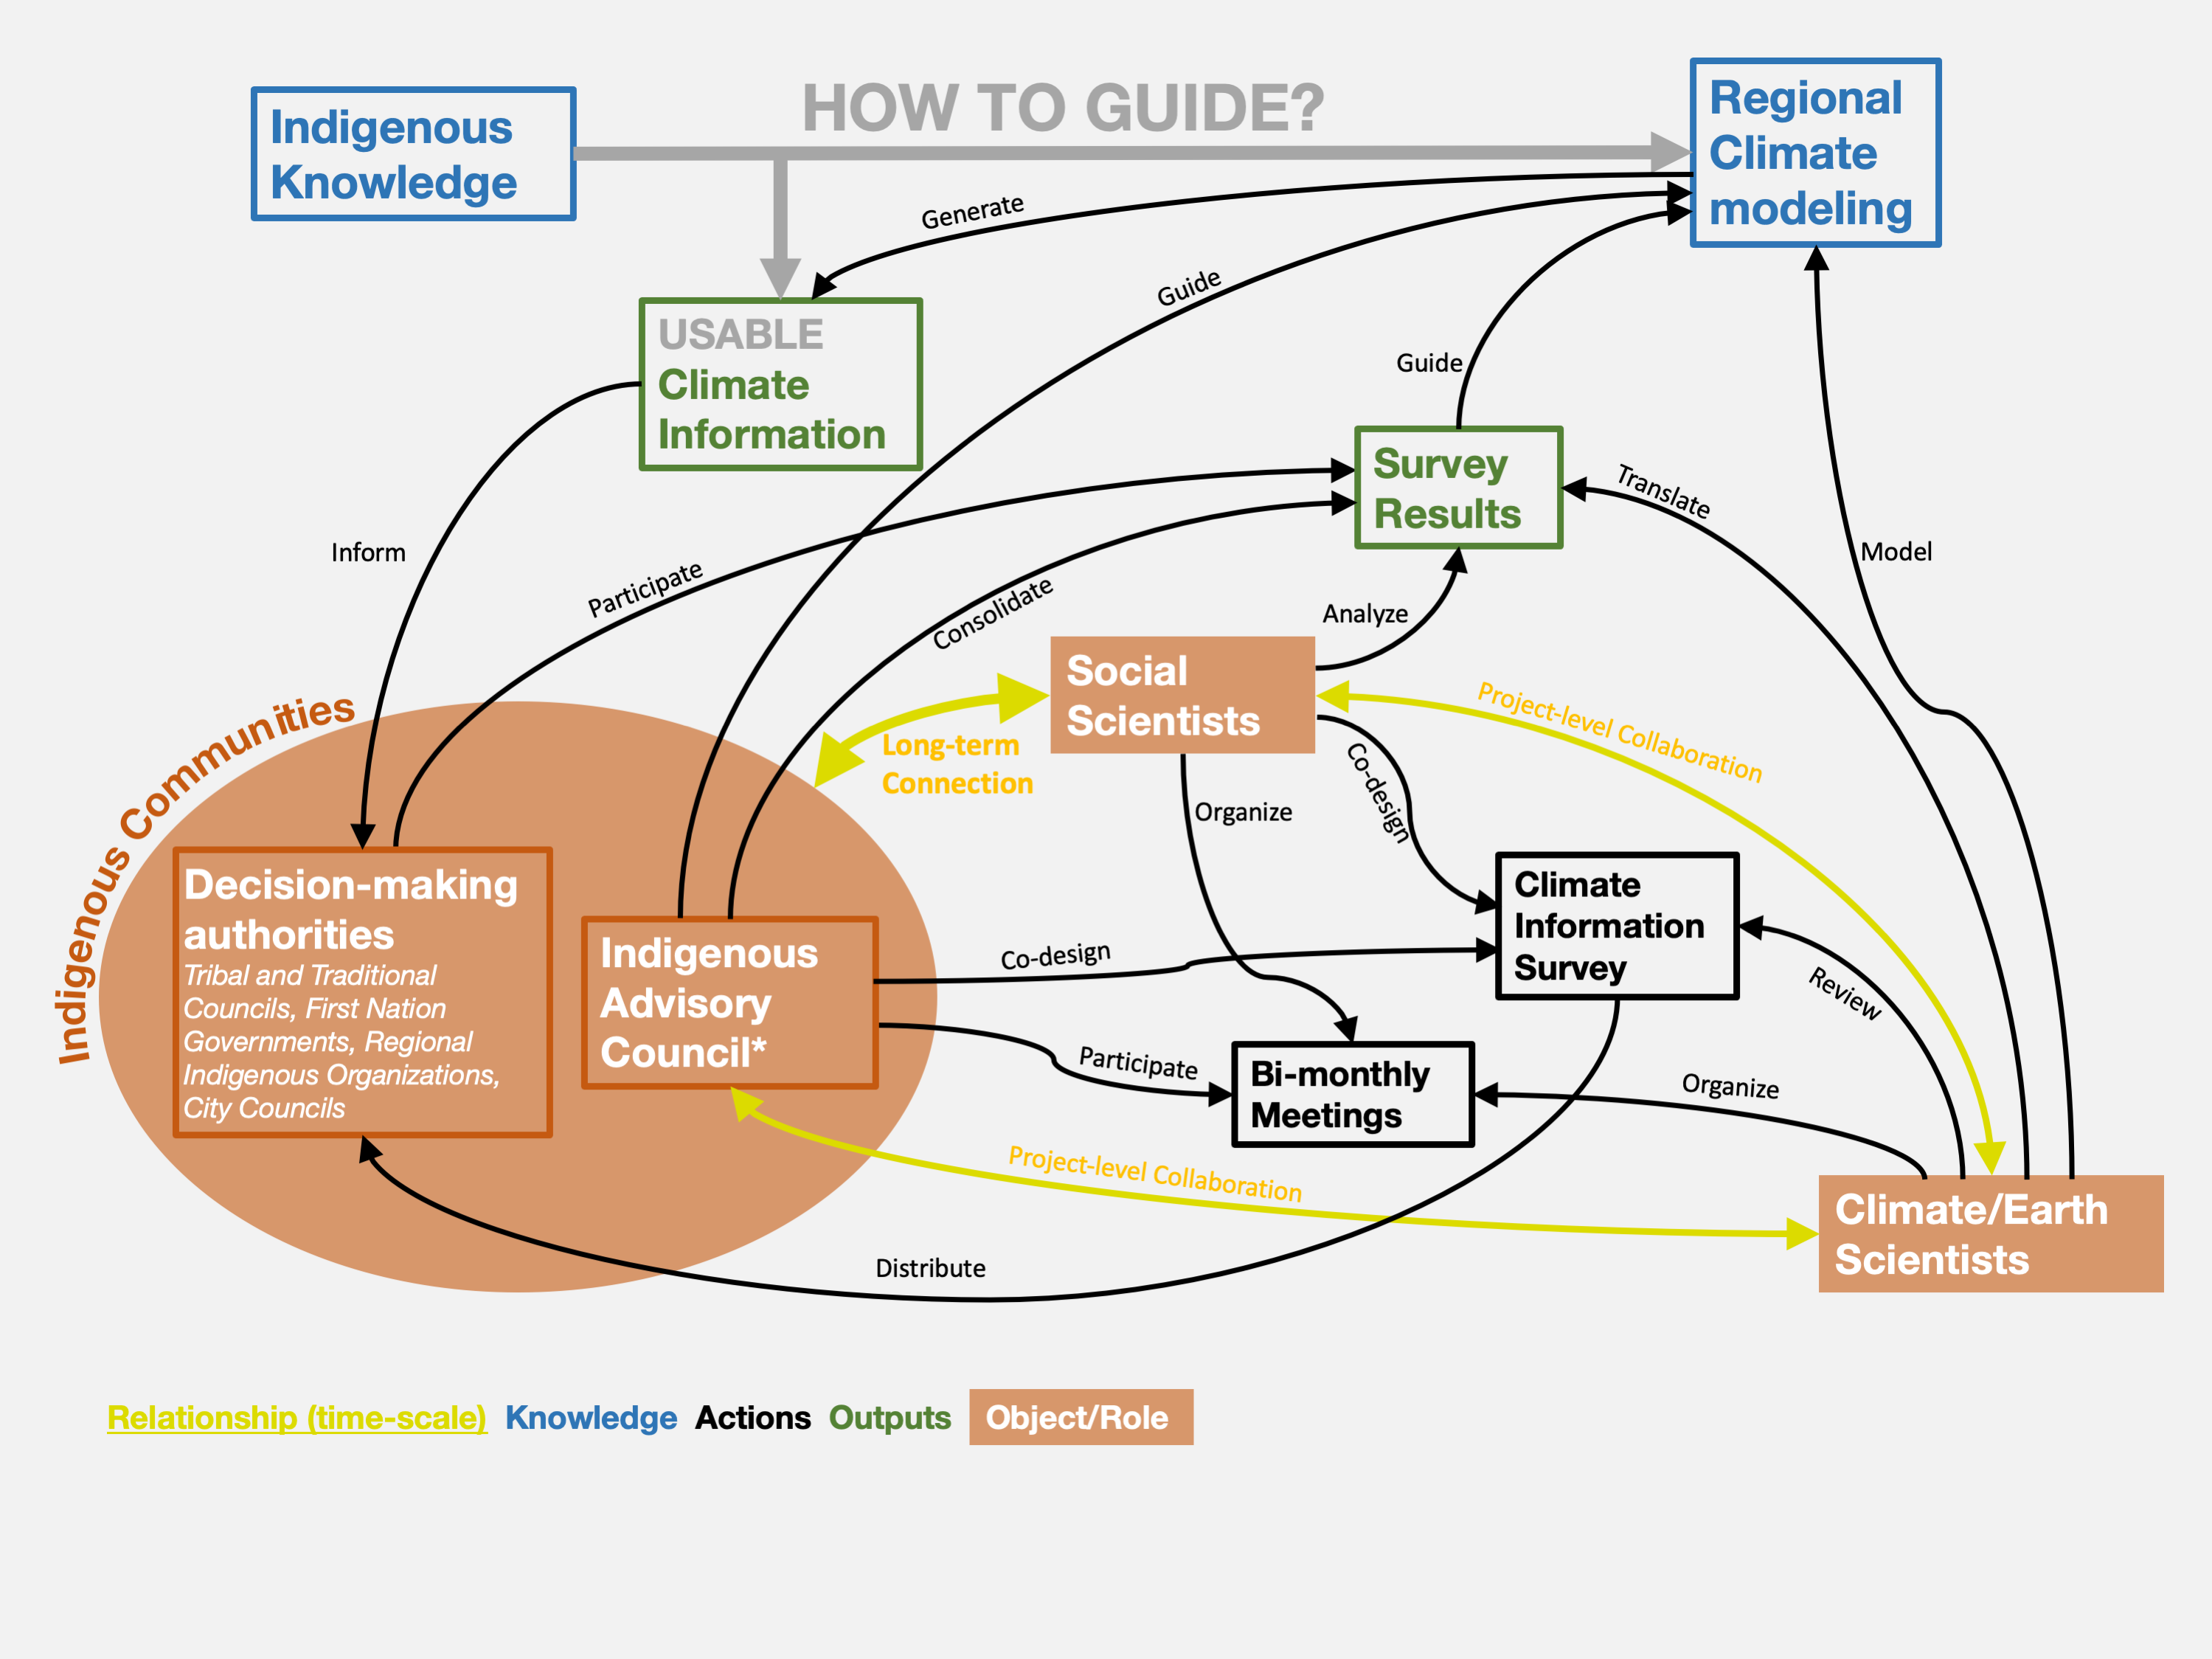 HOW TO GUIDE?
Indigenous
Knowledge
Regional
Climate
modeling
Generate
Guide
USABLE
Climate
Information
Guide
Survey
Results
Translate
Inform
Participate
Consolidate
Model
Analyze
Social
Scientists
Project-level Collaboration
Indigenous Communities
Long-term
Connection
Organize
Co-design
Decision-making
authorities
Tribal and Traditional
Councils, First Nation
Governments, Regional
Indigenous Organizations,
City Councils
Indigenous
Advisory
Council*
Co-design
Climate
Information
Survey
Review
Participate
Bi-monthly
Meetings
Organize
Project-level Collaboration
Climate/Earth
Scientists
Distribute
Relationship (time-scale) Knowledge Actions Outputs Object/Role